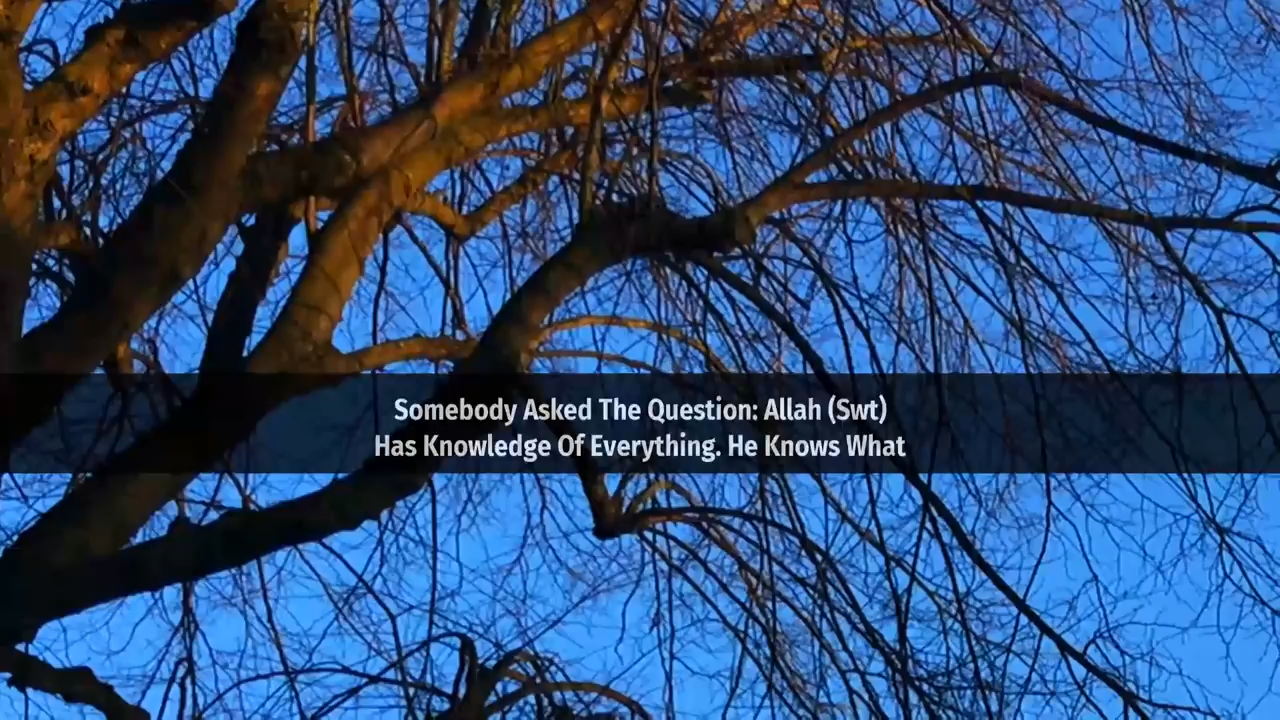 Somebody Asked The Question: Allah (Swt)
Has Knowledge Of Everything. He Knows What